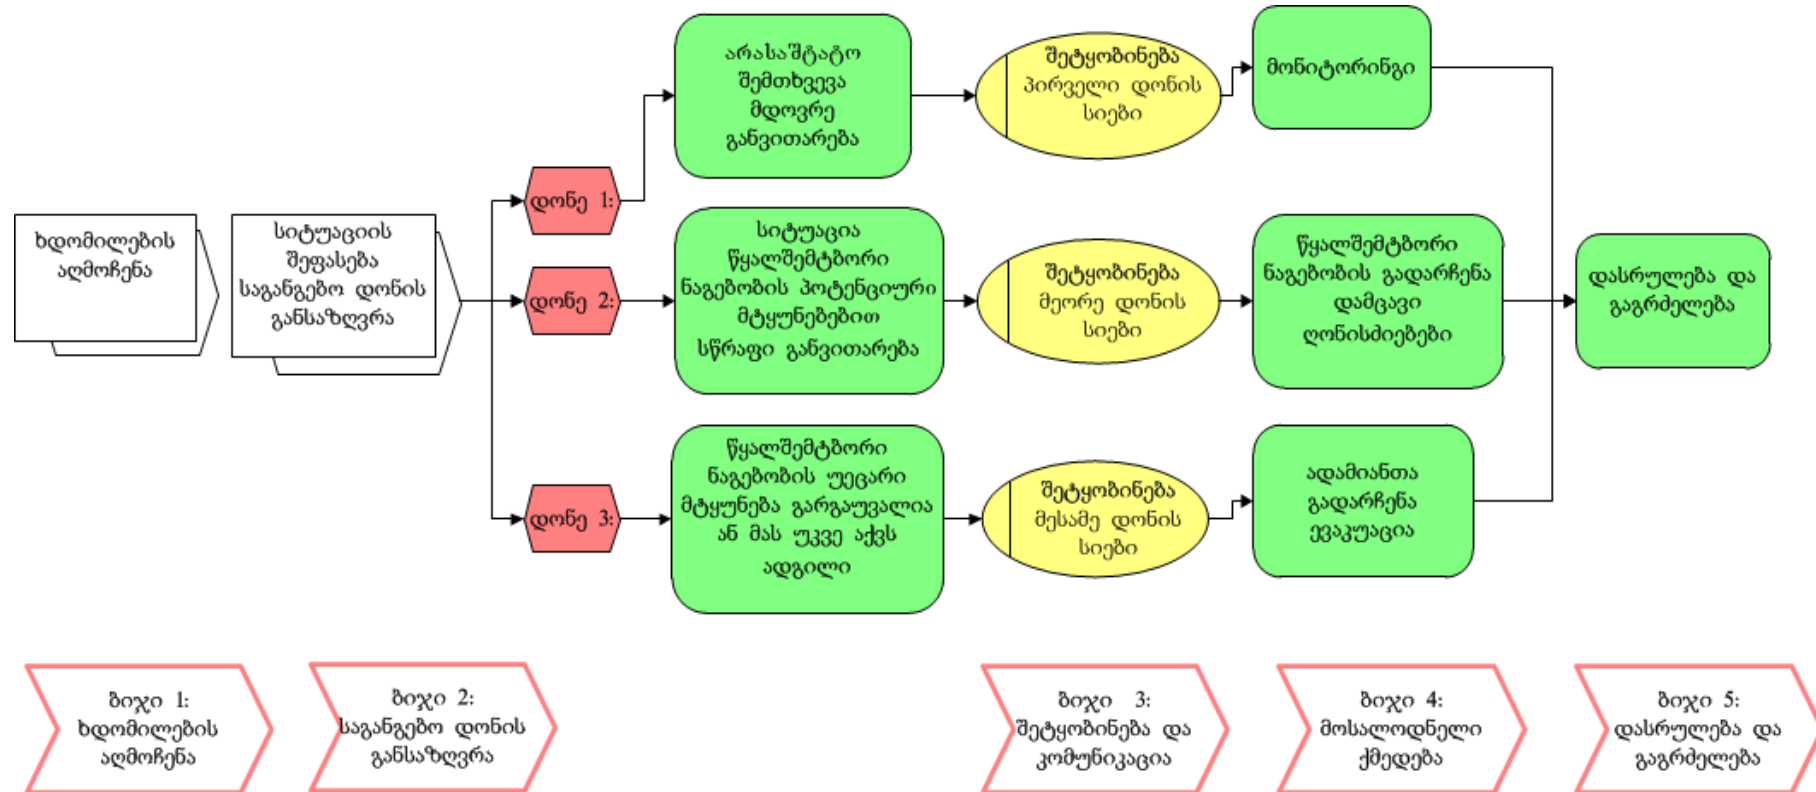 ხდომილების
აღმოჩენა
სიტუაციის
შეფასება
საგანგებო დონის
განსაზღვრა
დონე 1:
არასაშტატო
შემთხვევა
მდოვრე
განვითარება
შეტყობინება
პირველი დონის
სიები
მონიტორინგი
დონე 2:
სიტუაცია
წყალშემტბორი
ნაგებობის პოტენციური
მტყუნებებით
სწრაფი განვითარება
შეტყობინება
მეორე დონის
სიები
წყალშემტბორი
ნაგებობის გადარჩენა
დამცავი
ღონისძიებები
დონე 3:
წყალშემტბორი
ნაგებობის უეცარი
მტყუნება გარგაუვალია
ან მას უკვე აქვს
ადგილი
შეტყობინება
მესამე დონის
სიები
ადამიანთა
გადარჩენა
ევაკუაცია
დასრულება და
გაგრძელება
ბიჯი 1:
ხდომილების
აღმოჩენა
ბიჯი 2:
საგანგებო დონის
განსაზღვრა
ბიჯი 3:
შეტყობინება და
კომუნიკაცია
ბიჯი 4:
მოსალოდნელი
ქმედება
ბიჯი 5:
დასრულება და
გაგრძელება